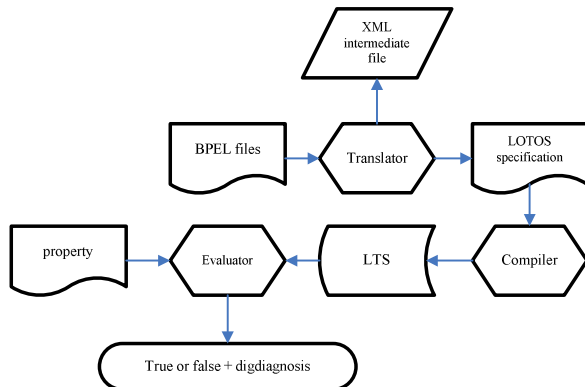 XML
intermediate
file
BPEL files
Translator
LOTOS
specification
property
Evaluator
LTS
Compiler
True or false + digdiagnosis